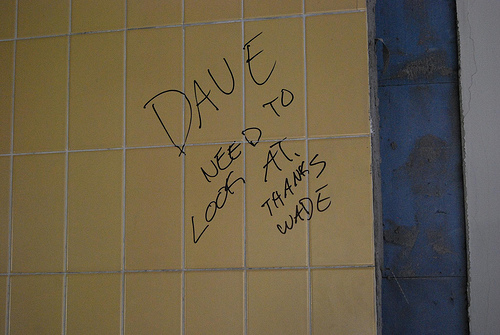 DAVE
NEED TO
LOOK AT.
THANKS
WADE